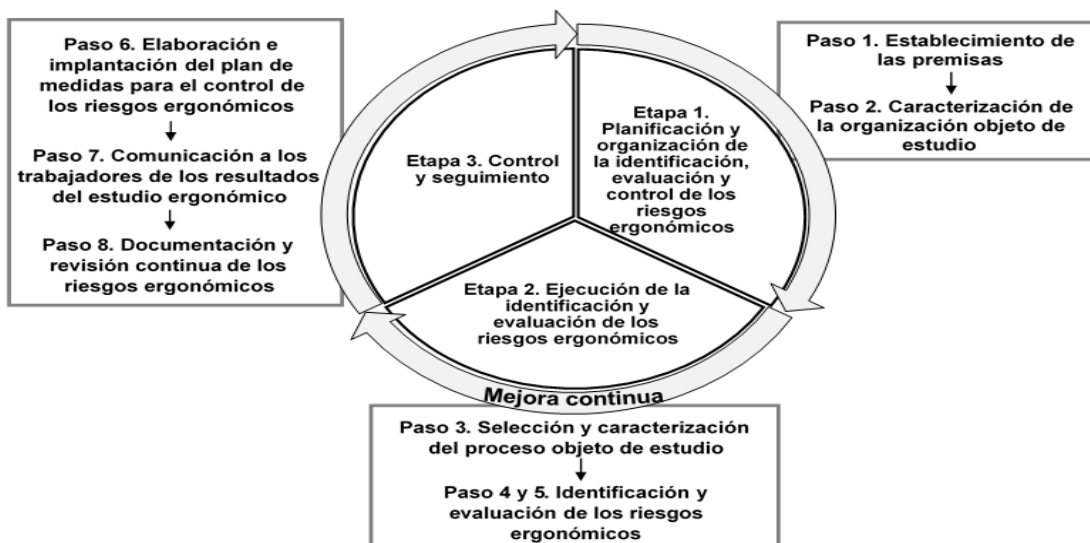 Paso 6. Elaboración e
implantación del plan de
medidas para el control de
los riesgos ergonómicos
Paso 7. Comunicación a los
trabajadores de los resultados
del estudio ergonómico
Paso 8. Documentación y
revisión continua de los
riesgos ergonómicos
Etapa 3. Control
y seguimiento
Etapa 1.
Planificación y
organización de
la identificación,
evaluación y
control de los
riesgos
ergonómicos
Paso 1. Establecimiento de
las premisas
Paso 2. Caracterización de
la organización objeto de
estudio
Etapa 2. Ejecución de la
identificación y
evaluación de los
riesgos ergonómicos
Mejora continua
Paso 3. Selección y caracterización
del proceso objeto de estudio
Paso 4 y 5. Identificación y
evaluación de los riesgos
ergonómicos